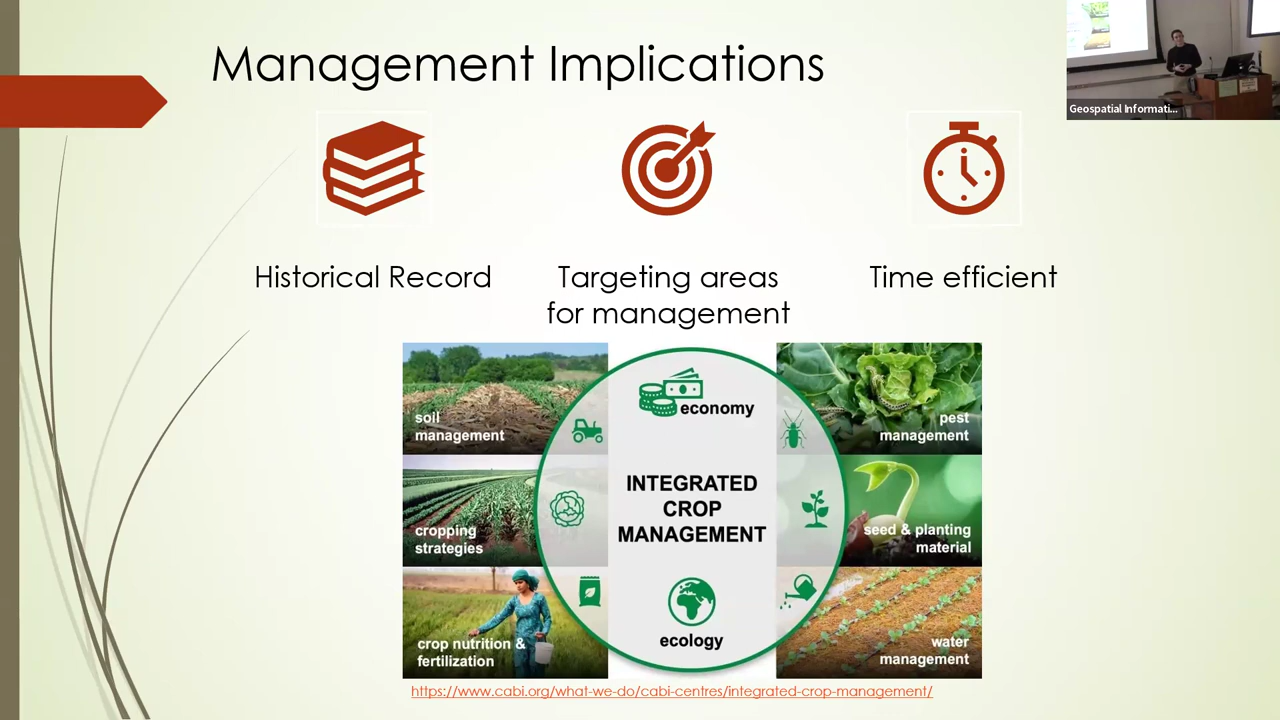 Management Implications
Geospatial Informati...
Historical Record
Targeting areas
for management
Time efficient
economy
soil
management
pest
management
INTEGRATED
CROP
MANAGEMENT
cropping
strategies
seed & planting
material
ecology
crop nutrition &
fertilization
water
management
https://www.cabi.org/what-we-do/cabi-centres/integrated-crop-management/